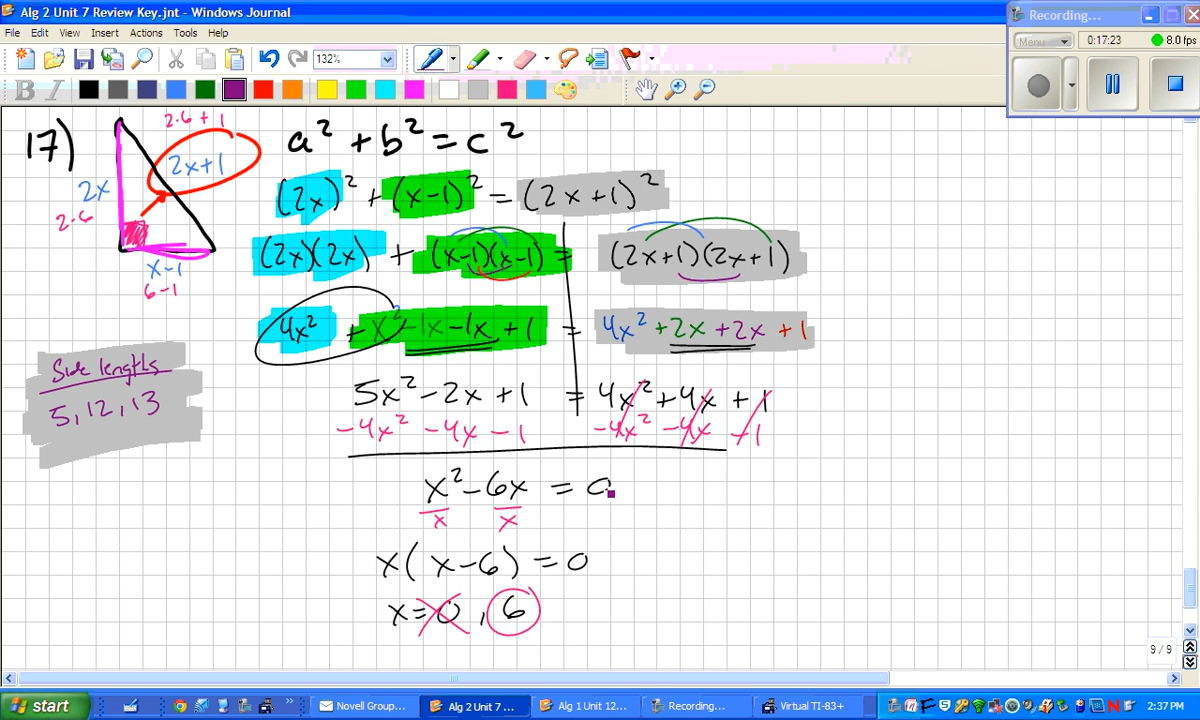 Alg 2 Unit 7 Review Key.jnt - Windows Journal
Recording...
File Edit View Insert Actions Tools Help
Menu 0:17:23 8.0 fps
132%
B I
17)
2·6+1
2x+1
2x
2·6
x-1
6-1
a² + b² = c²
(2x)² + (x-1)² = (2x+1)²
(2x)(2x) + (x-1)(x-1) = (2x+1)(2x+1)
4x² + x² -1x -1x +1 = 4x² +2x +2x +1
5x² - 2x + 1 = 4x² + 4x + 1
-4x² -4x -1 -4x² -4x -1
x² - 6x = 0
x x
x(x-6) = 0
x = 0, 6
Side lengths
5, 12, 13
9 / 9
start Novell Group... Alg 2 Unit 7 ... Alg 1 Unit 12... Recording... Virtual TI-83+ 2:37 PM